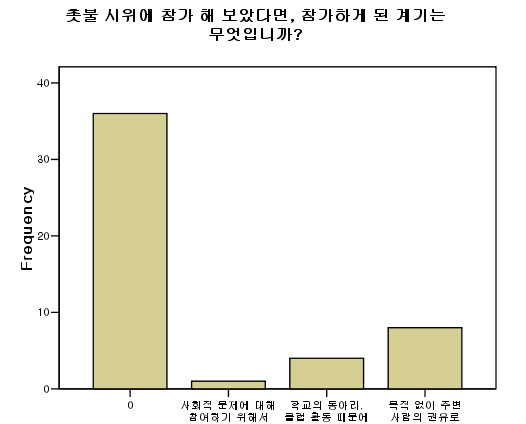 촛불 시위에 참가 해 보았다면, 참가하게 된 계기는
무엇입니까?
Frequency
40
30
20
10
0
0
사회적 문제에 대해
참여하기 위해서
학교의 동아리,
클럽 활동 때문에
목적 없이 주변
사람의 권유로